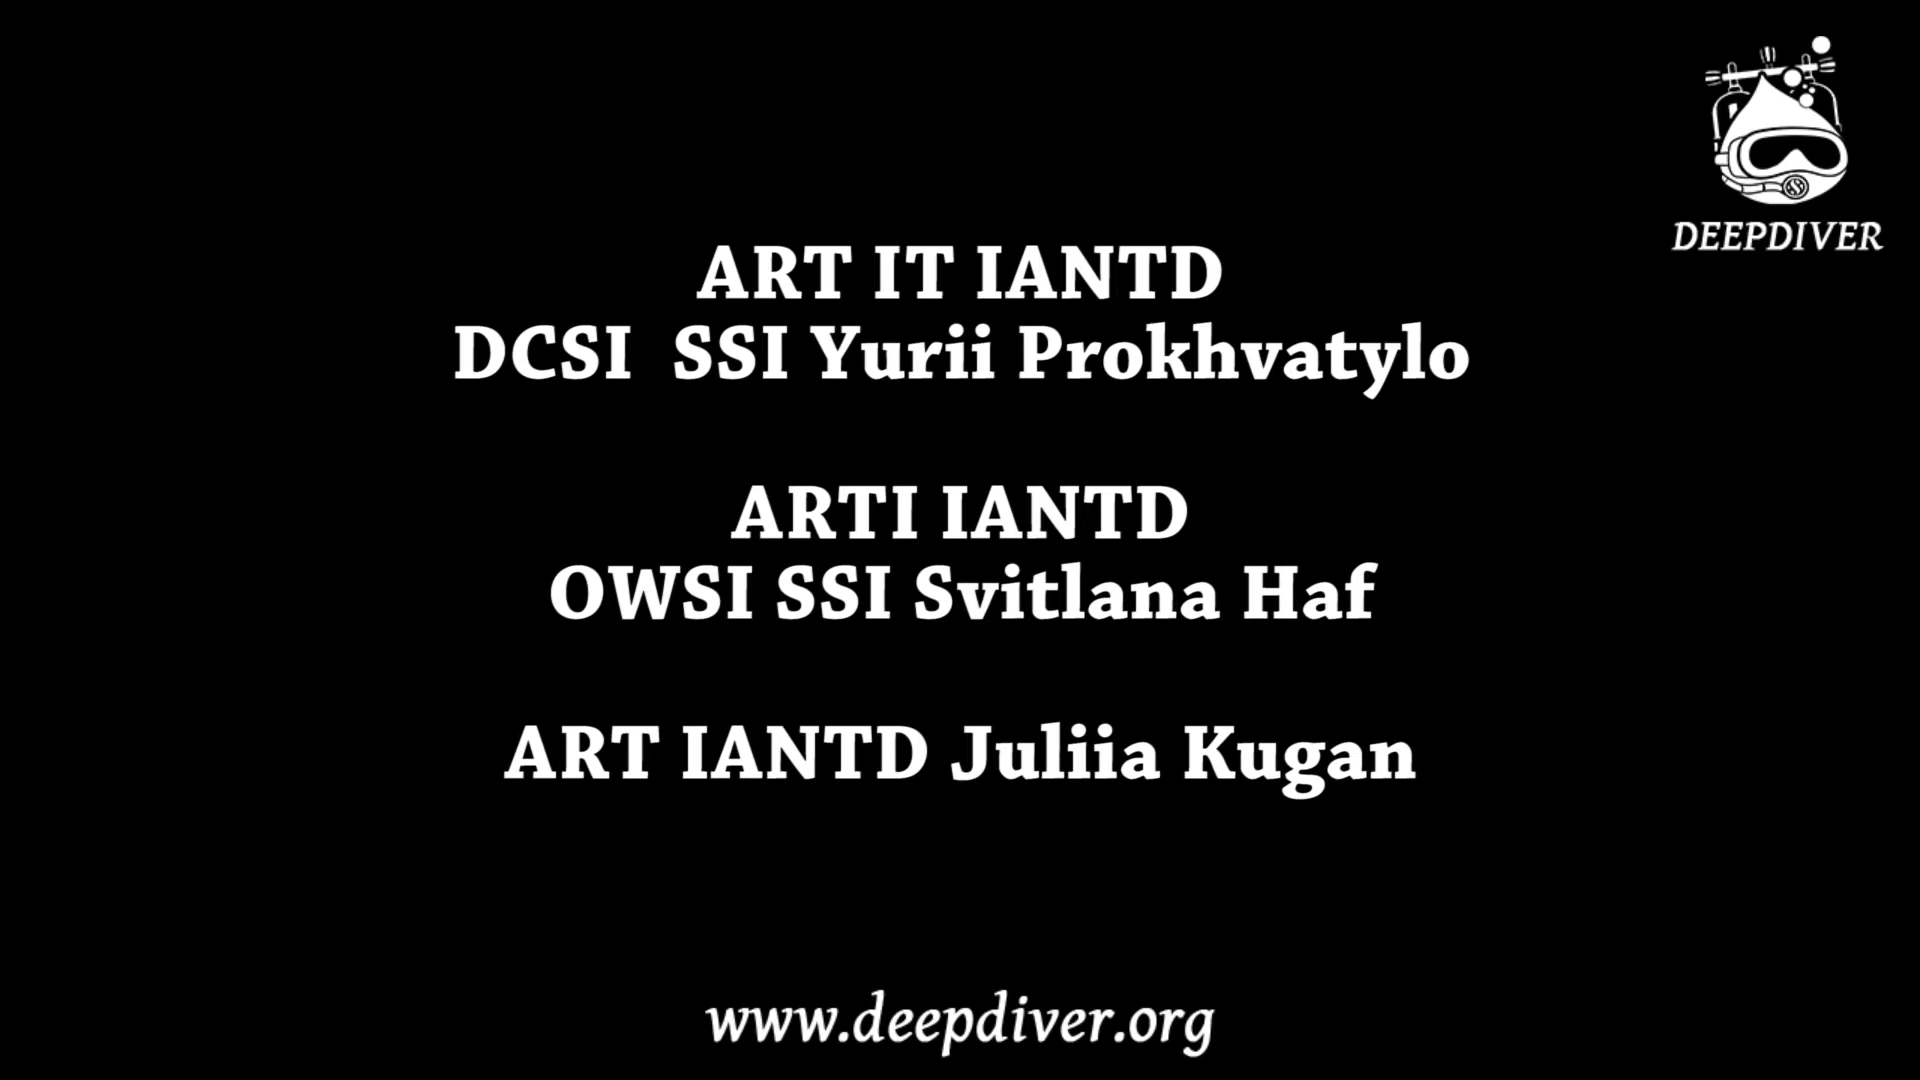 DEEPDIVER
ART IT IANTD
DCSI  SSI Yurii Prokhvatylo
ARTI IANTD
OWSI SSI Svitlana Haf
ART IANTD Juliia Kugan
www.deepdiver.org